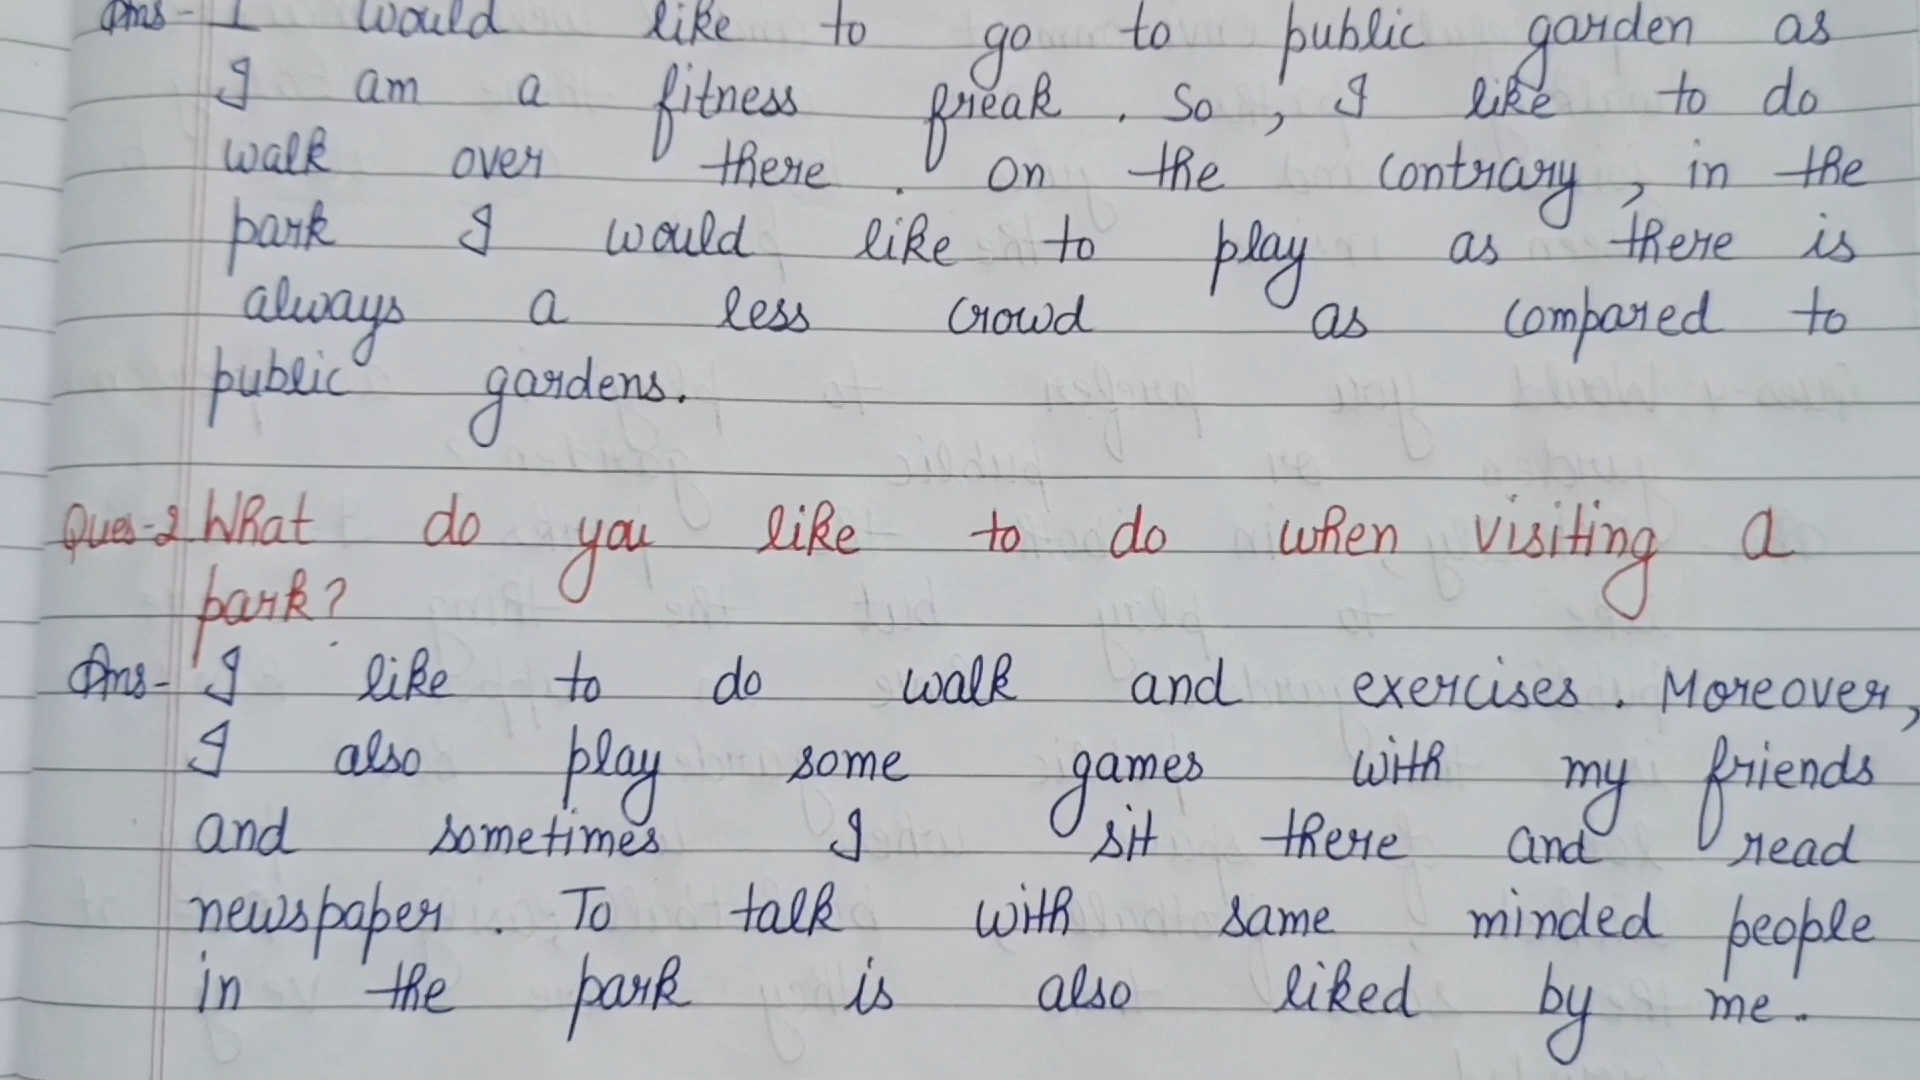 Ans- I would like to go to public garden as
I am a fitness freak. So, I like to do
walk over there. On the contrary, in the
park I would like to play as there is
always a less crowd as compared to
public gardens.
Ques-2 What do you like to do when visiting a
park?
Ans- I like to do walk and exercises. Moreover,
I also play some games with my friends
and sometimes I sit there and read
newspaper. To talk with same minded people
in the park is also liked by me.